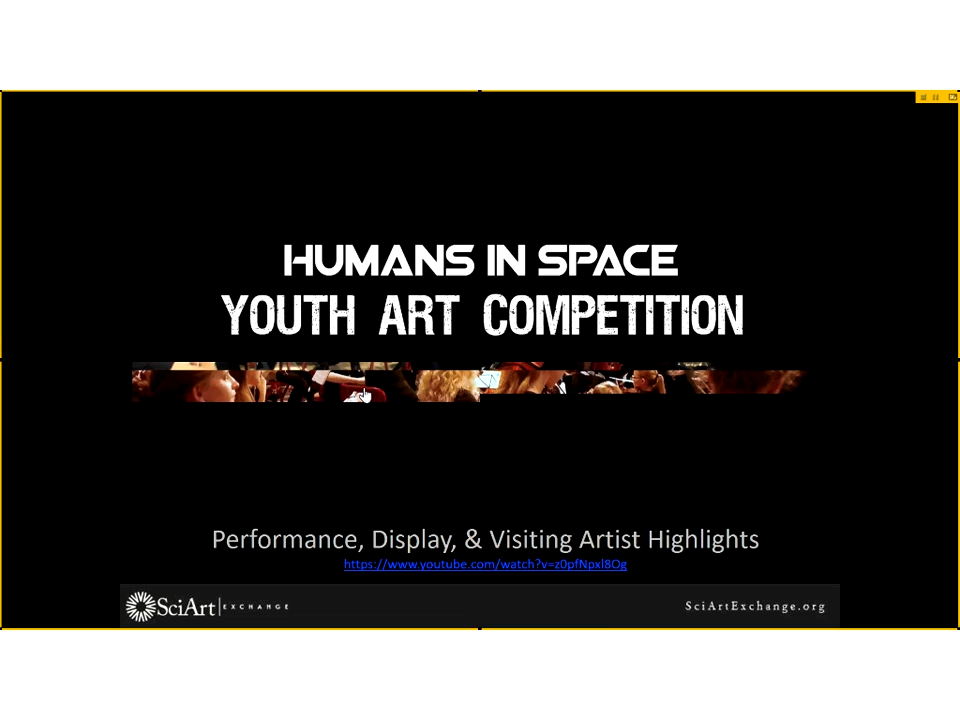 HUMANS IN SPACE
YOUTH ART COMPETITION
Performance, Display, & Visiting Artist Highlights
https://www.youtube.com/watch?v=z0pfNpxl8Og
SciArt EXCHANGE
SciArtExchange.org